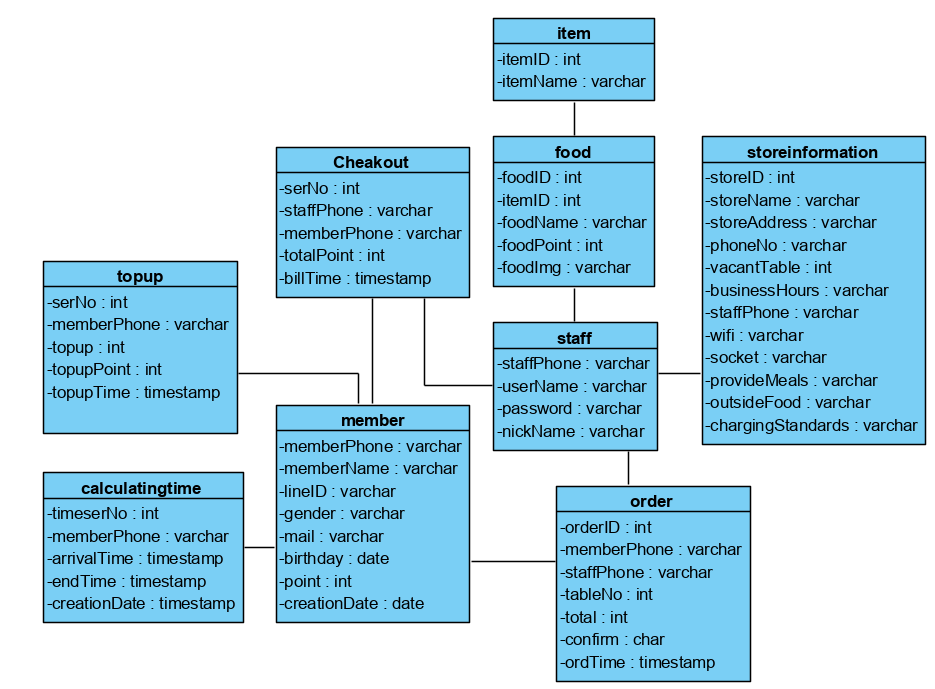 item
-itemID : int
-itemName : varchar
food
-foodID : int
-itemID : int
-foodName : varchar
-foodPoint : int
-foodImg : varchar
storeinformation
-storeID : int
-storeName : varchar
-storeAddress : varchar
-phoneNo : varchar
-vacantTable : int
-businessHours : varchar
-staffPhone : varchar
-wifi : varchar
-socket : varchar
-provideMeals : varchar
-outsideFood : varchar
-chargingStandards : varchar
Cheakout
-serNo : int
-staffPhone : varchar
-memberPhone : varchar
-totalPoint : int
-billTime : timestamp
topup
-serNo : int
-memberPhone : varchar
-topup : int
-topupPoint : int
-topupTime : timestamp
staff
-staffPhone : varchar
-userName : varchar
-password : varchar
-nickName : varchar
member
-memberPhone : varchar
-memberName : varchar
-lineID : varchar
-gender : varchar
-mail : varchar
-birthday : date
-point : int
-creationDate : date
calculatingtime
-timeserNo : int
-memberPhone : varchar
-arrivalTime : timestamp
-endTime : timestamp
-creationDate : timestamp
order
-orderID : int
-memberPhone : varchar
-staffPhone : varchar
-tableNo : int
-total : int
-confirm : char
-ordTime : timestamp